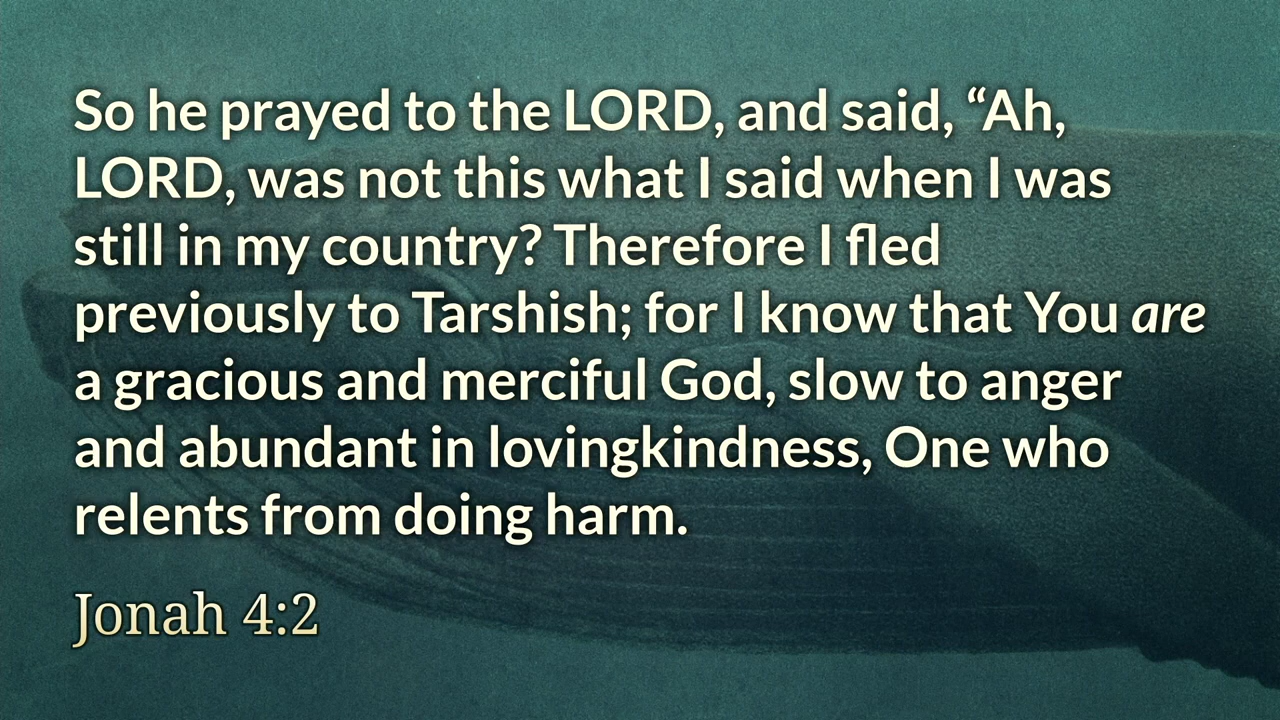 So he prayed to the LORD, and said, “Ah,
LORD, was not this what I said when I was
still in my country? Therefore I fled
previously to Tarshish; for I know that You are
a gracious and merciful God, slow to anger
and abundant in lovingkindness, One who
relents from doing harm.
Jonah 4:2